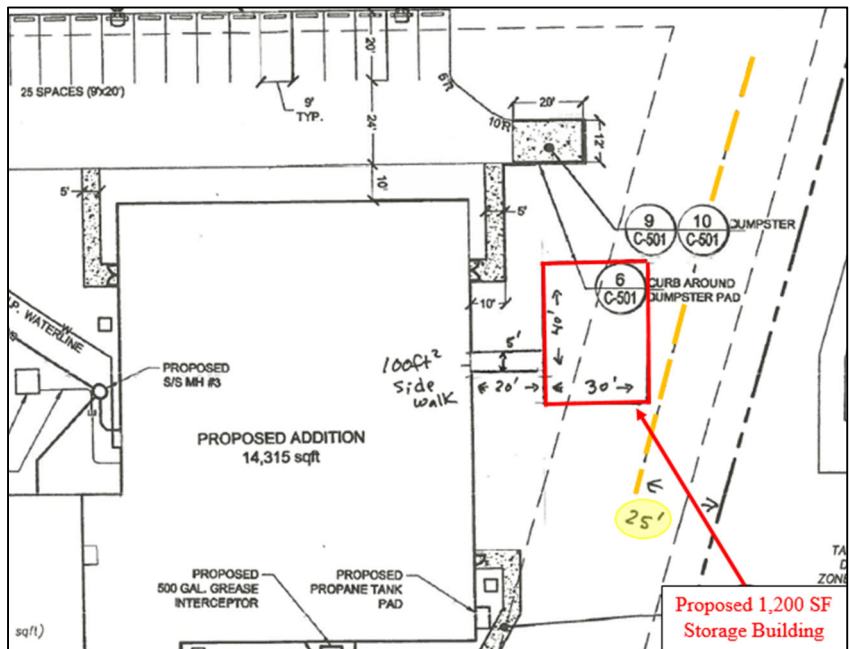 20'
25 SPACES (9'x20')
9'
TYP.
24'
6'R
10'R
20'
12'
10'
5'
5'
9
C-501
10
C-501
DUMPSTER
6
C-501
CURB AROUND
DUMPSTER PAD
10'
40'
5'
100ft²
side
walk
20'
30'
P. WATERLINE
W
PROPOSED
S/S MH #3
PROPOSED ADDITION
14,315 sqft
25'
PROPOSED
500 GAL. GREASE
INTERCEPTOR
PROPOSED
PROPANE TANK
PAD
TA
D
ZONE
sqft)
Proposed 1,200 SF
Storage Building